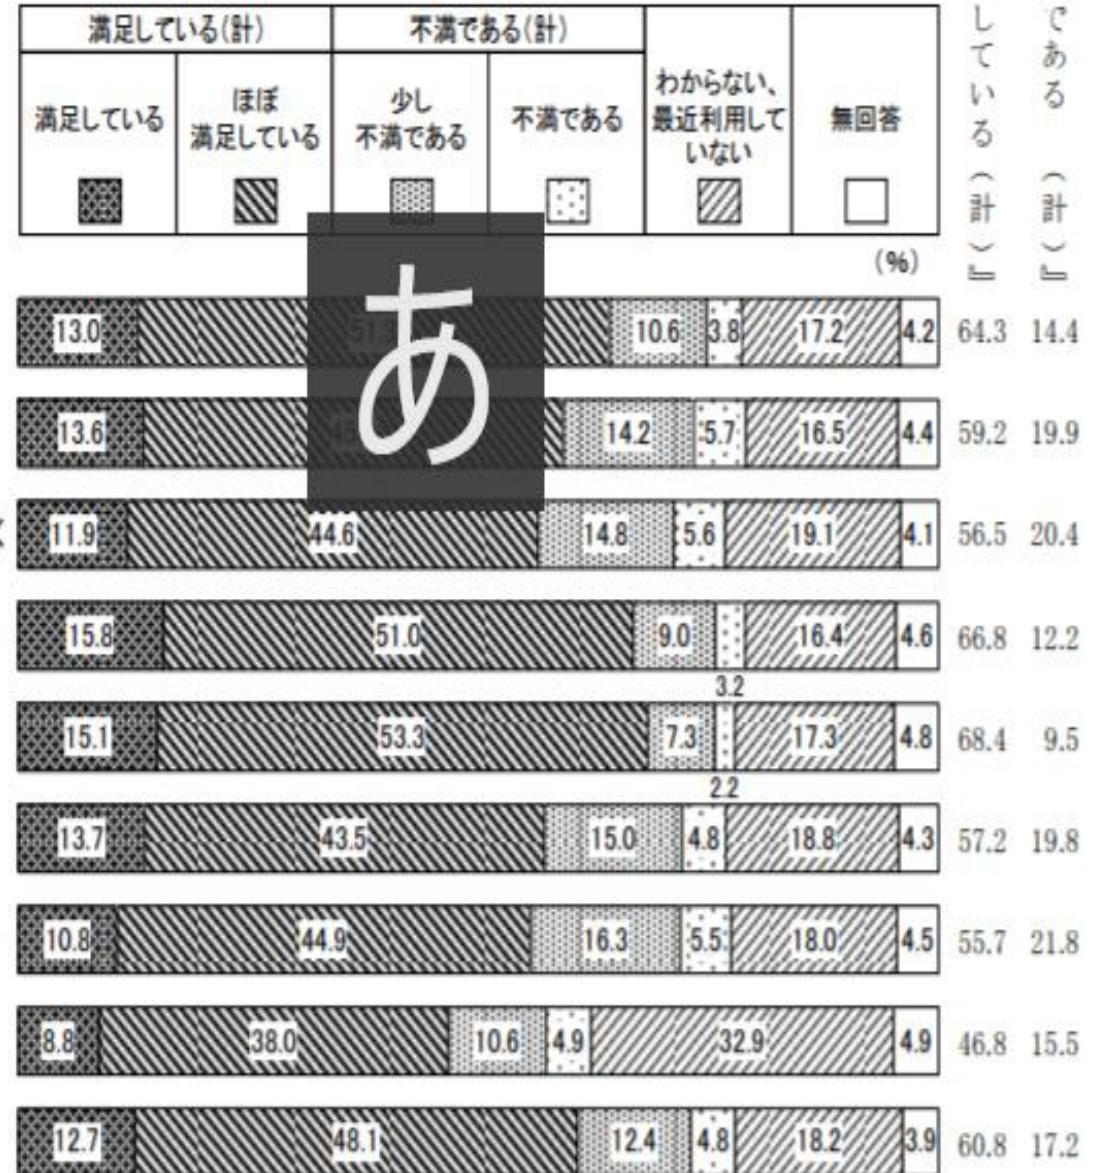 満足している(計) 不満である(計)
満足している
ほぼ
満足している
少し
不満である
不満である
わからない、
最近利用して
いない
無回答
している(計)』
である(計)』
(%)
あ
13.0 10.6 3.8 17.2 4.2 64.3 14.4
13.6 14.2 5.7 16.5 4.4 59.2 19.9
11.9 44.6 14.8 5.6 19.1 4.1 56.5 20.4
15.8 51.0 9.0 16.4 4.6 66.8 12.2
3.2
15.1 53.3 7.3 17.3 4.8 68.4 9.5
2.2
13.7 43.5 15.0 4.8 18.8 4.3 57.2 19.8
10.8 44.9 16.3 5.5 18.0 4.5 55.7 21.8
8.8 38.0 10.6 4.9 32.9 4.9 46.8 15.5
12.7 48.1 12.4 4.8 18.2 3.9 60.8 17.2